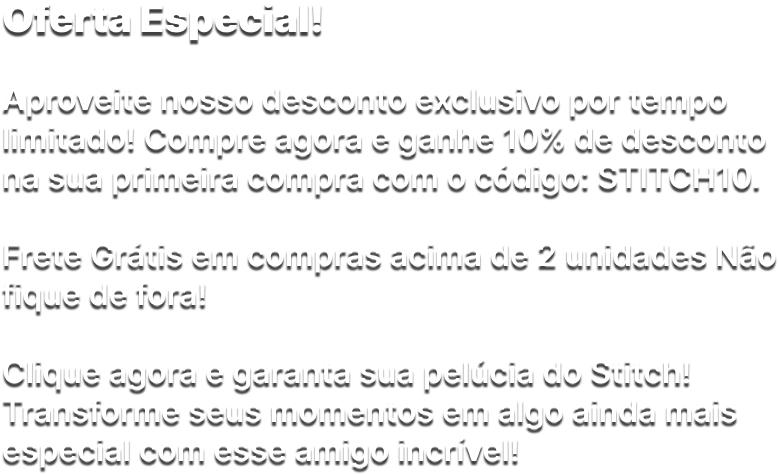 Oferta Especial!
Aproveite nosso desconto exclusivo por tempo
limitado! Compre agora e ganhe 10% de desconto
na sua primeira compra com o código: STITCH10.
Frete Grátis em compras acima de 2 unidades Não
fique de fora!
Clique agora e garanta sua pelúcia do Stitch!
Transforme seus momentos em algo ainda mais
especial com esse amigo incrível!